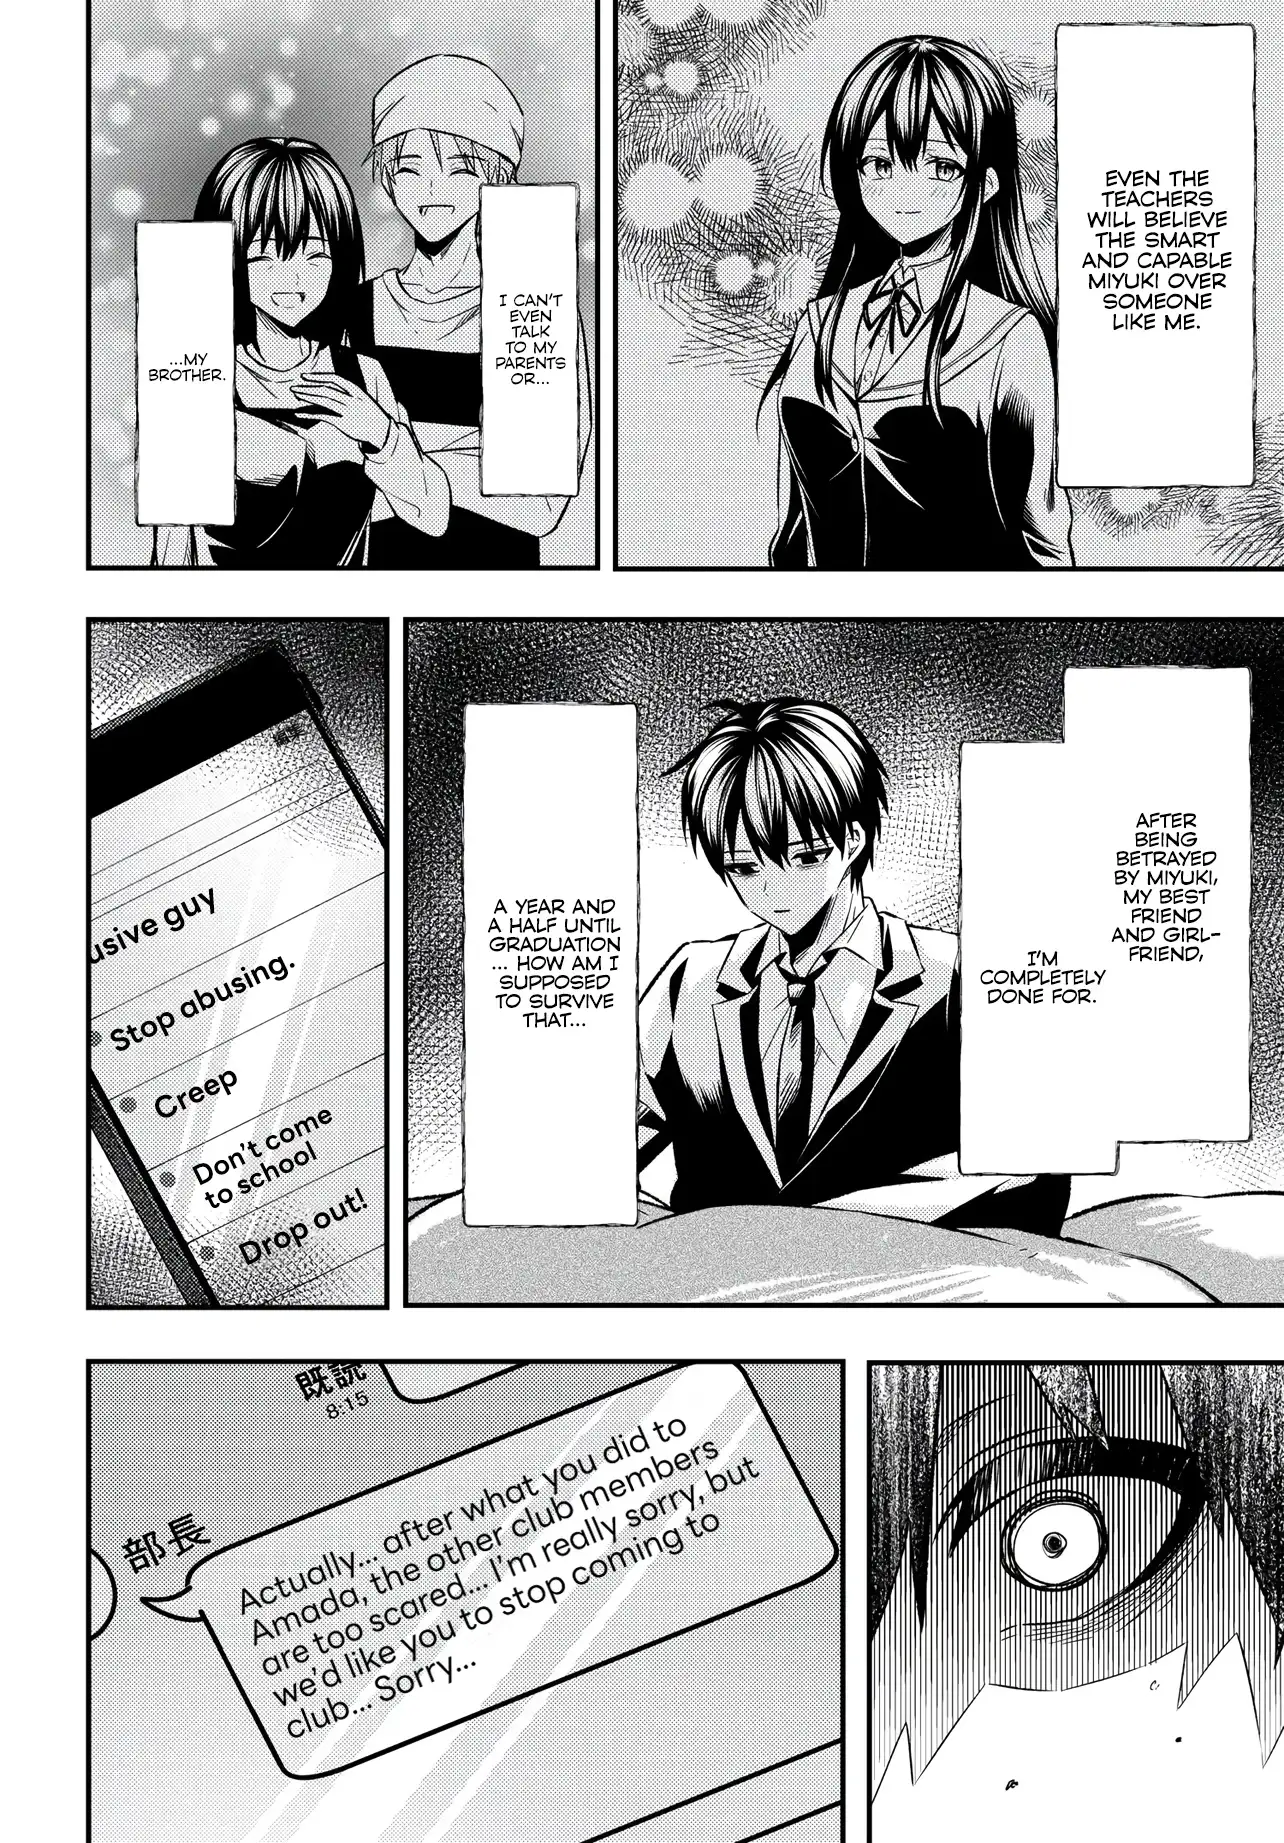 EVEN THE
TEACHERS
WILL BELIEVE
THE SMART
AND CAPABLE
MIYUKI OVER
SOMEONE
LIKE ME.
I CAN'T
EVEN
TALK
TO MY
PARENTS
OR...
...MY
BROTHER.
AFTER
BEING
BETRAYED
BY MIYUKI,
MY BEST
FRIEND
AND GIRL-
FRIEND,
I'M
COMPLETELY
DONE FOR.
A YEAR AND
A HALF UNTIL
GRADUATION
... HOW AM I
SUPPOSED
TO SURVIVE
THAT...
usive guy
Stop abusing.
Creep
Don't come
to school
Drop out!
既読
8:15
部長
Actually... after what you did to
Amada, the other club members
are too scared... I'm really sorry, but
we'd like you to stop coming to
club... Sorry...